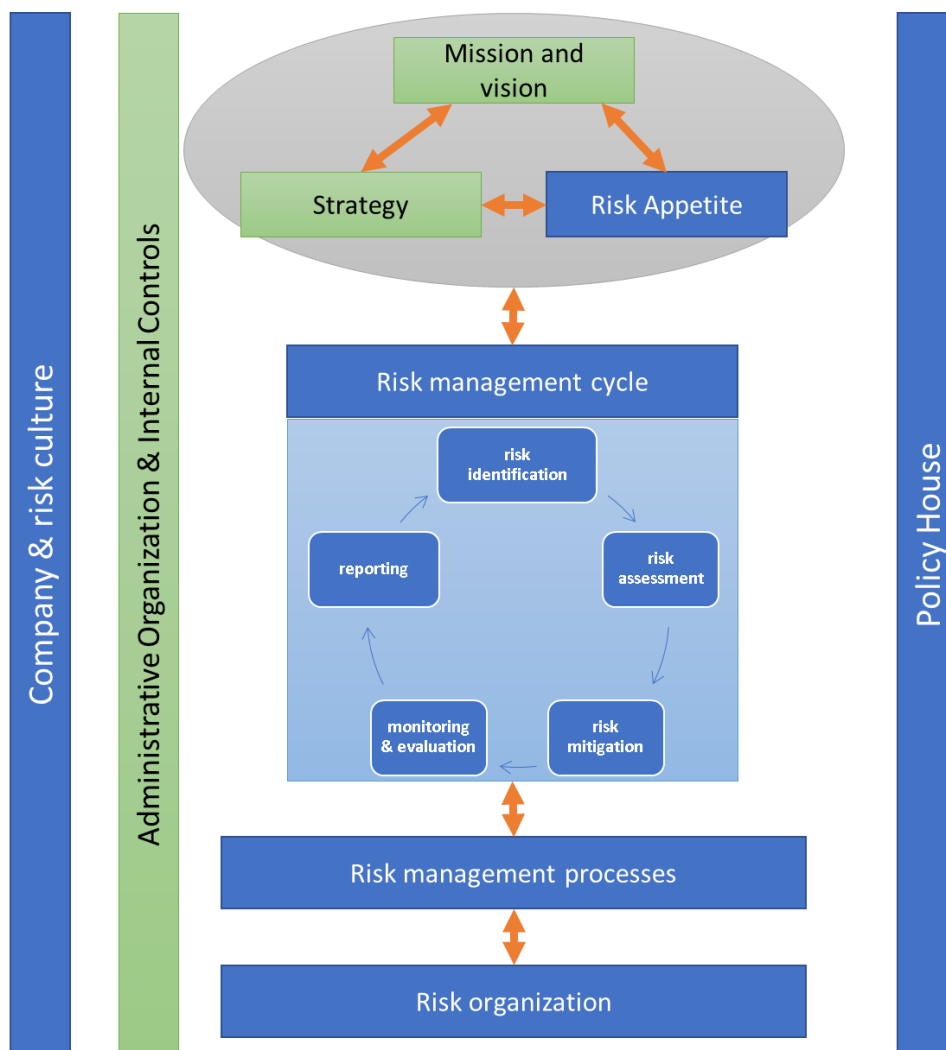 Company & risk culture
Administrative Organization & Internal Controls
Mission and
vision
Strategy
Risk Appetite
Risk management cycle
risk
identification
risk
assessment
risk
mitigation
monitoring
& evaluation
reporting
Risk management processes
Risk organization
Policy House